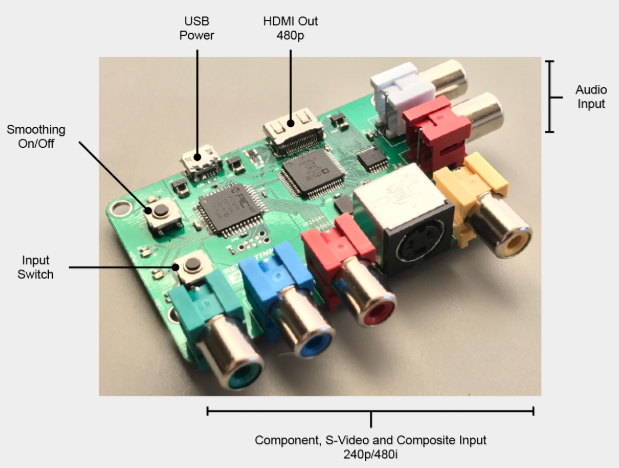 USB
Power
HDMI Out
480p
Audio
Input
Smoothing
On/Off
Input
Switch
Component, S-Video and Composite Input
240p/480i